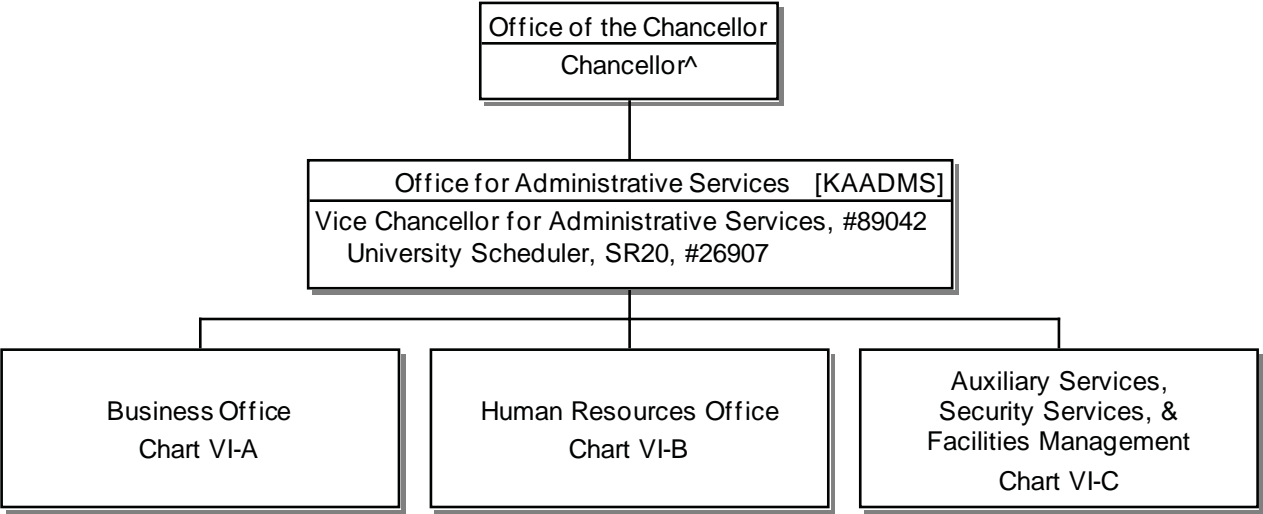 Office of the Chancellor
Chancellor^
Office for Administrative Services [KAADMS]
Vice Chancellor for Administrative Services, #89042
University Scheduler, SR20, #26907
Business Office
Chart VI-A
Human Resources Office
Chart VI-B
Auxiliary Services,
Security Services, &
Facilities Management
Chart VI-C